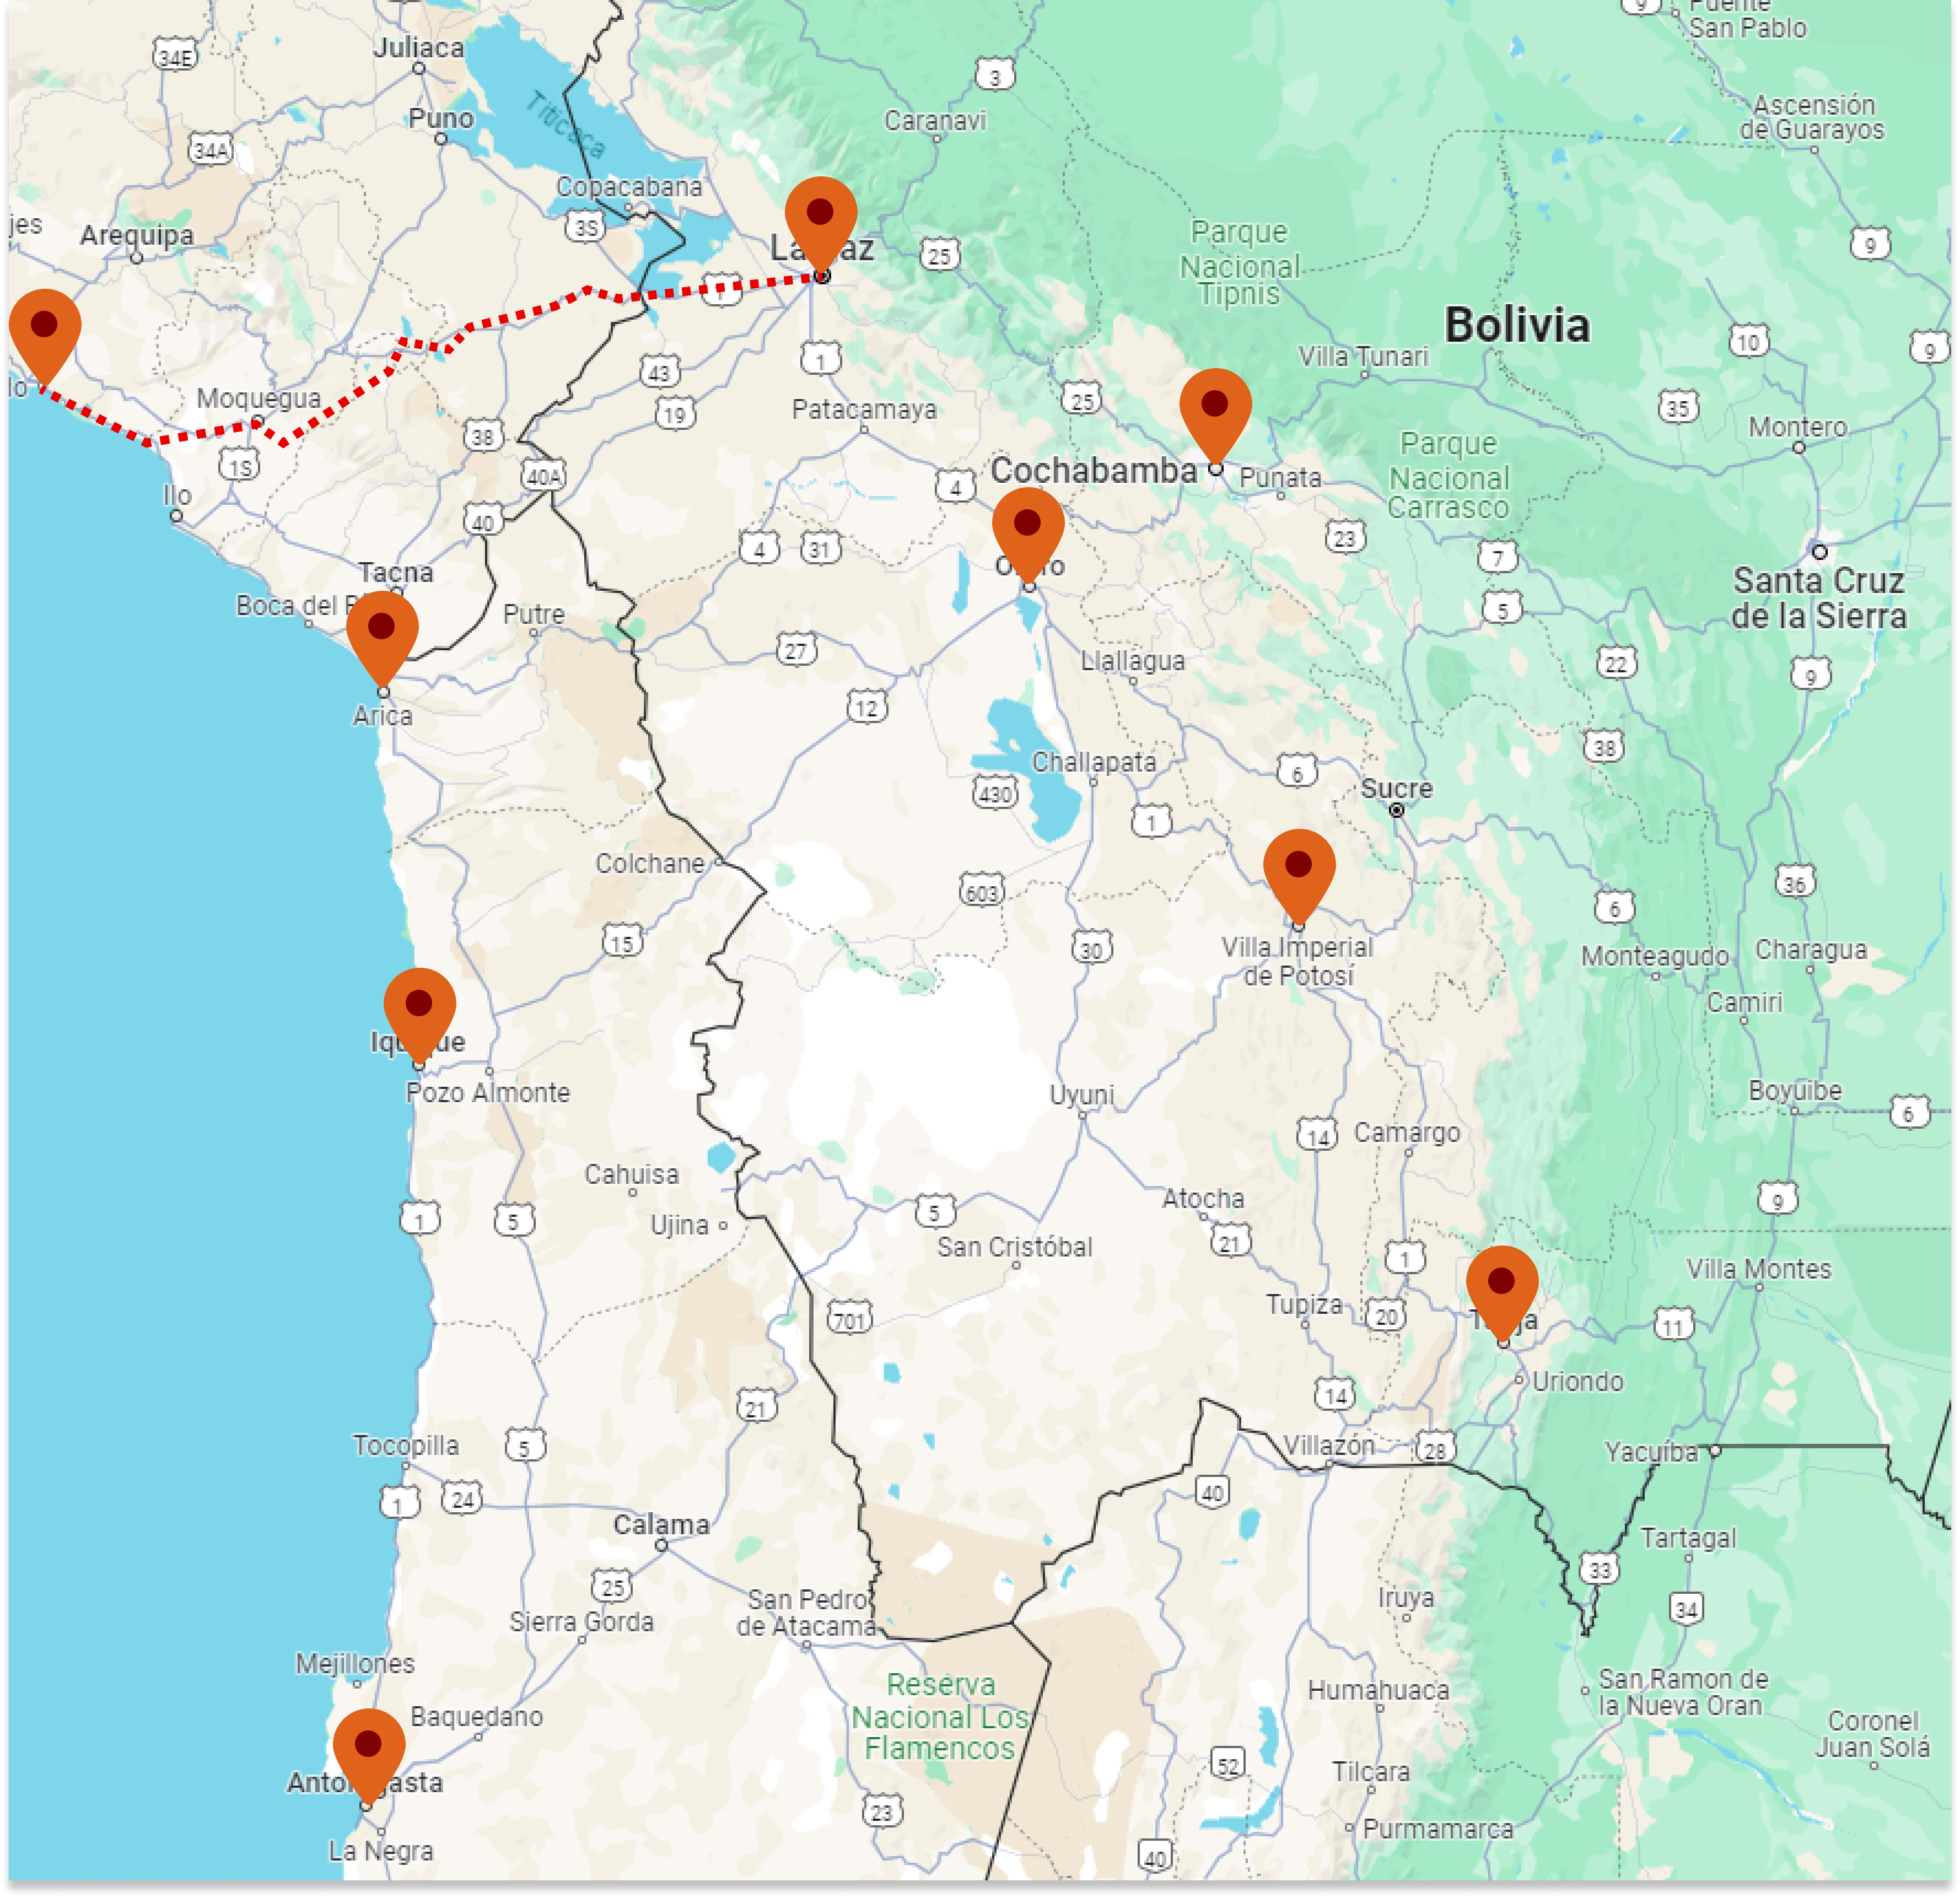 9
Puente
San Pablo
34E
Juliaca
3
Titicaca
Caranavi
Ascensión
de Guarayos
Puno
34A
Copacabana
3S
jes
Arequipa
La Paz
25
9
Parque
Nacional
Tipnis
1
Bolivia
10
9
43
1
Villa Tunari
lo
Moquegua
19
Patacamaya
25
35
Montero
38
1S
40A
Cochabamba
Punata
Parque
Nacional
Carrasco
4
Ilo
40
4
31
23
7
Tacna
Santa Cruz
de la Sierra
Boca del
Putre
5
27
Llallagua
22
9
Arica
12
38
Challapata
6
430
Sucre
1
Colchane
603
36
6
15
30
Villa Imperial
de Potosí
Monteagudo
Charagua
Camiri
Pozo Almonte
Uyuni
Boyuibe
6
14
Camargo
Cahuisa
Atocha
9
1
5
Ujina
5
San Cristóbal
21
1
Villa Montes
701
Tupiza
20
11
21
14
Uriondo
Tocopilla
5
Villazón
28
Yacuíba
1
24
40
Calama
Tartagal
33
25
San Pedro
de Atacama
Iruya
34
Sierra Gorda
Mejillones
Reserva
Nacional Los
Flamencos
Humahuaca
San Ramon de
la Nueva Oran
Baquedano
Coronel
Juan Solá
52
Tilcara
23
Purmamarca
La Negra
40